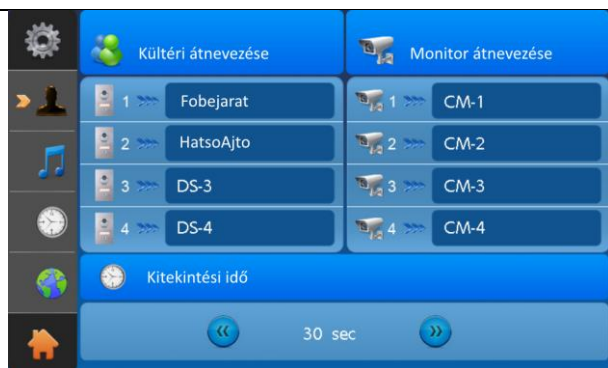 Kültéri átnevezése
Monitor átnevezése
1 Fobejarat
1 CM-1
2 HatsoAjto
2 CM-2
3 DS-3
3 CM-3
4 DS-4
4 CM-4
Kitekintési idő
30 sec